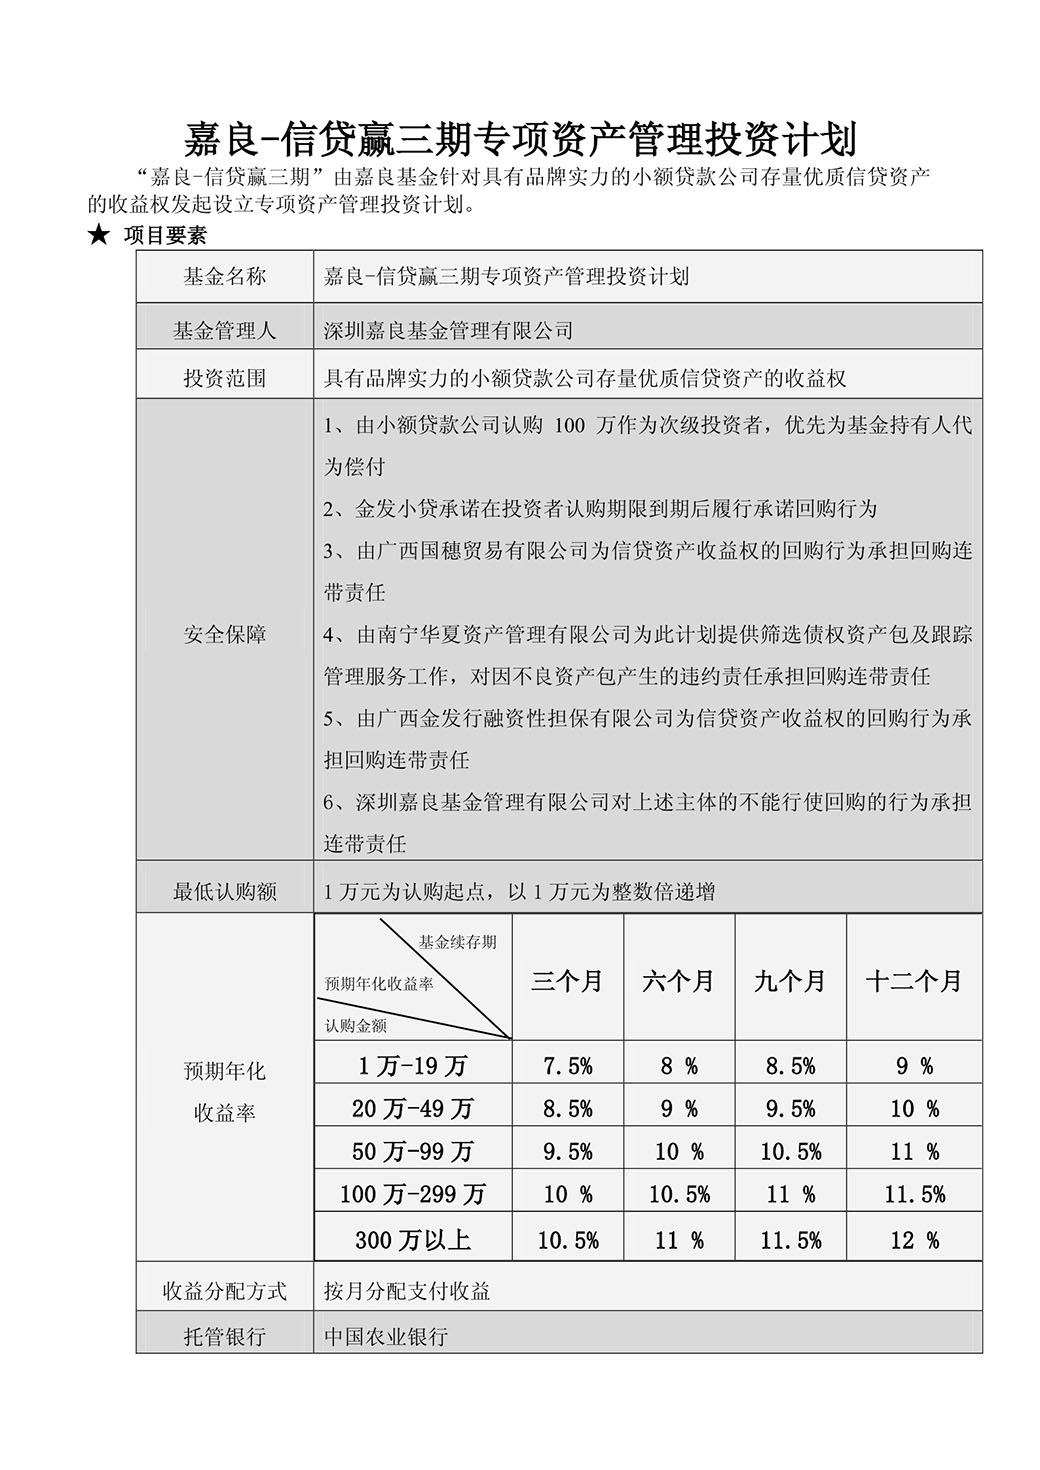 嘉良-信贷赢三期专项资产管理投资计划
“嘉良-信贷赢三期”由嘉良基金针对具有品牌实力的小额贷款公司存量优质信贷资产
的收益权发起设立专项资产管理投资计划。
★ 项目要素
基金名称 嘉良-信贷赢三期专项资产管理投资计划
基金管理人 深圳嘉良基金管理有限公司
投资范围 具有品牌实力的小额贷款公司存量优质信贷资产的收益权
安全保障
1、由小额贷款公司认购 100 万作为次级投资者，优先为基金持有人代
为偿付
2、金发小贷承诺在投资者认购期限到期后履行承诺回购行为
3、由广西国穗贸易有限公司为信贷资产收益权的回购行为承担回购连
带责任
4、由南宁华夏资产管理有限公司为此计划提供筛选债权资产包及跟踪
管理服务工作，对因不良资产包产生的违约责任承担回购连带责任
5、由广西金发行融资性担保有限公司为信贷资产收益权的回购行为承
担回购连带责任
6、深圳嘉良基金管理有限公司对上述主体的不能行使回购的行为承担
连带责任
最低认购额 1 万元为认购起点，以 1 万元为整数倍递增
预期年化
收益率
基金续存期
预期年化收益率
认购金额
三个月 六个月 九个月 十二个月
1 万-19 万 7.5% 8 % 8.5% 9 %
20 万-49 万 8.5% 9 % 9.5% 10 %
50 万-99 万 9.5% 10 % 10.5% 11 %
100 万-299 万 10 % 10.5% 11 % 11.5%
300 万以上 10.5% 11 % 11.5% 12 %
收益分配方式 按月分配支付收益
托管银行 中国农业银行